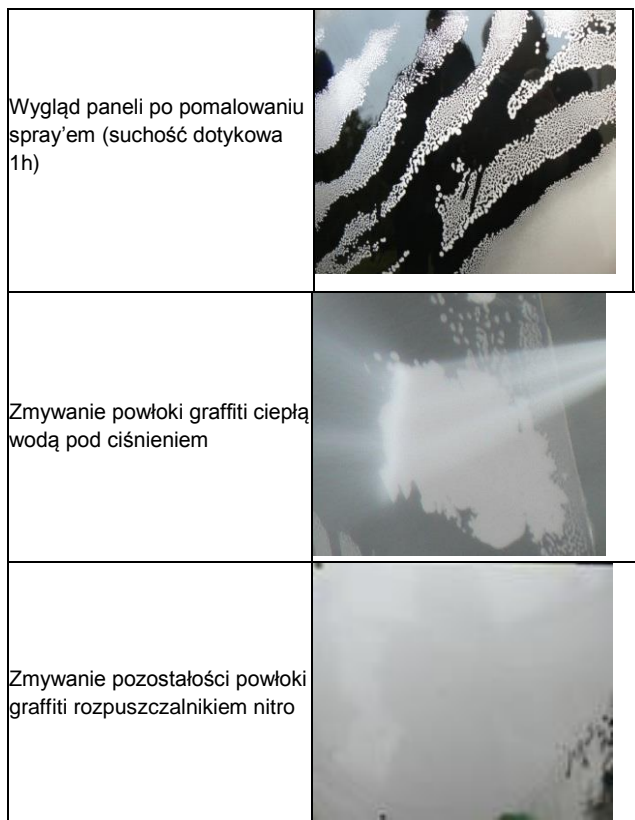 Wygląd paneli po pomalowaniu
spray’em (suchość dotykowa
1h)
Zmywanie powłoki graffiti ciepłą
wodą pod ciśnieniem
Zmywanie pozostałości powłoki
graffiti rozpuszczalnikiem nitro